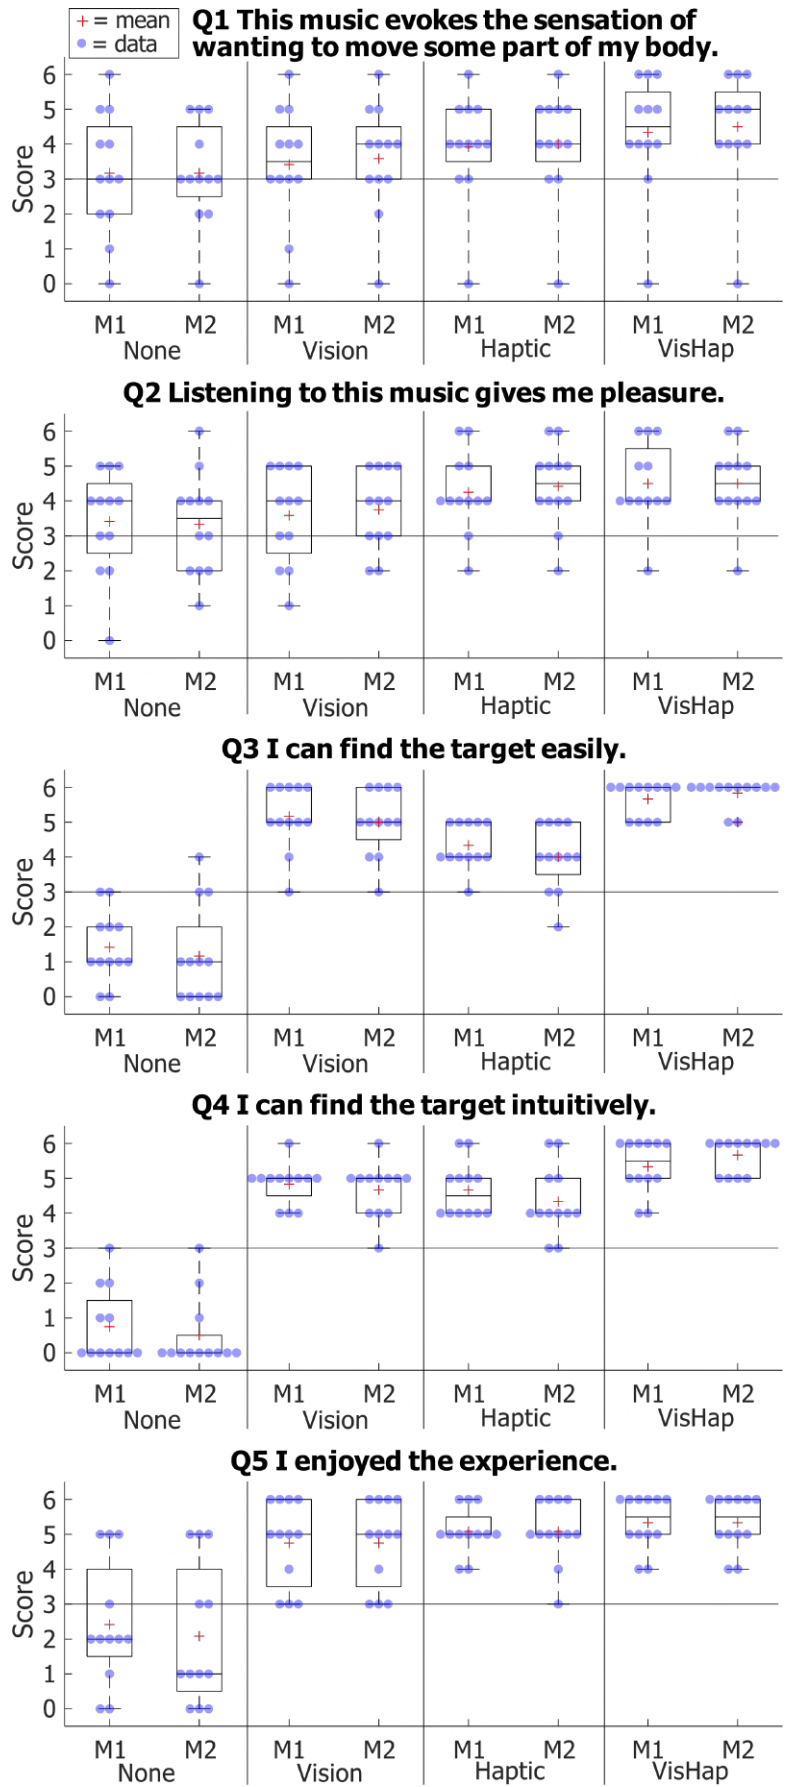 + = mean
● = data
Q1 This music evokes the sensation of
wanting to move some part of my body.
6
5
4
3
2
1
0
Score
M1 M2 M1 M2 M1 M2 M1 M2
None Vision Haptic VisHap
Q2 Listening to this music gives me pleasure.
6
5
4
3
2
1
0
Score
M1 M2 M1 M2 M1 M2 M1 M2
None Vision Haptic VisHap
Q3 I can find the target easily.
6
5
4
3
2
1
0
Score
M1 M2 M1 M2 M1 M2 M1 M2
None Vision Haptic VisHap
Q4 I can find the target intuitively.
6
5
4
3
2
1
0
Score
M1 M2 M1 M2 M1 M2 M1 M2
None Vision Haptic VisHap
Q5 I enjoyed the experience.
6
5
4
3
2
1
0
Score
M1 M2 M1 M2 M1 M2 M1 M2
None Vision Haptic VisHap